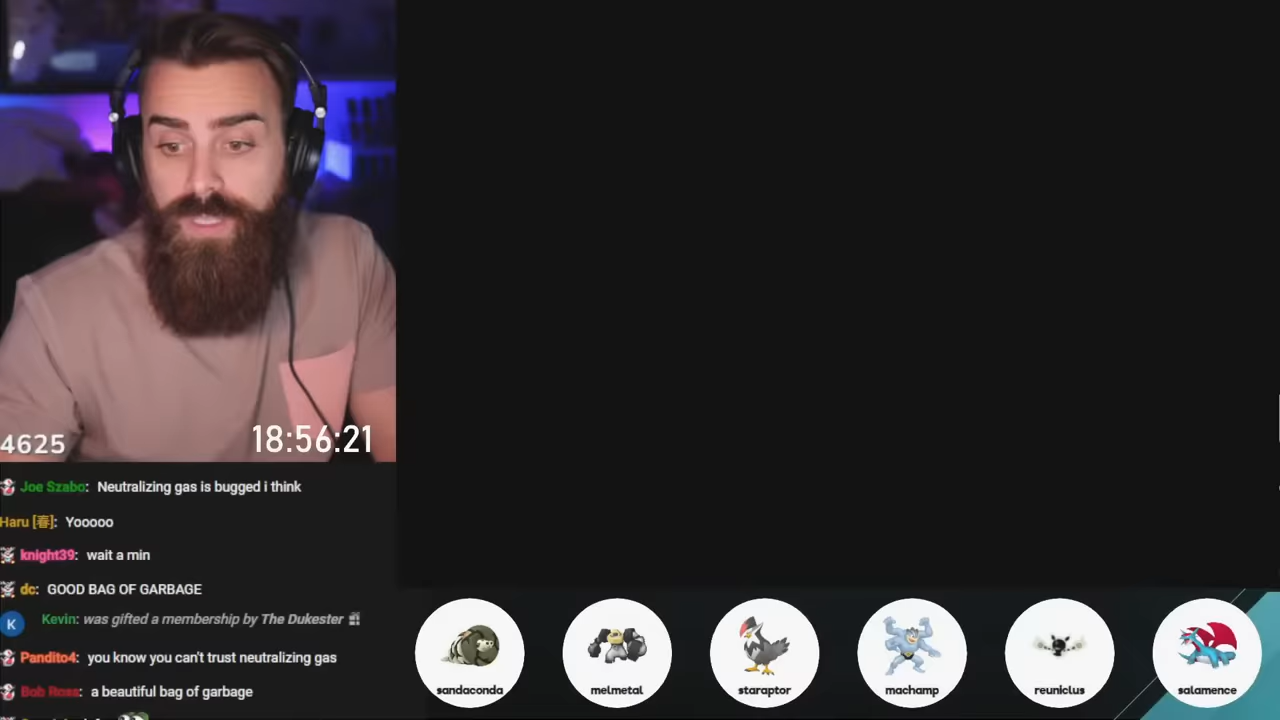 4625
18:56:21
Joe Szabo: Neutralizing gas is bugged i think
Haru [春]: Yooooo
knight39: wait a min
dc: GOOD BAG OF GARBAGE
K
Kevin: was gifted a membership by The Dukester
Pandito4: you know you can't trust neutralizing gas
Bob Ross: a beautiful bag of garbage
sandaconda
melmetal
staraptor
machamp
reuniclus
salamence